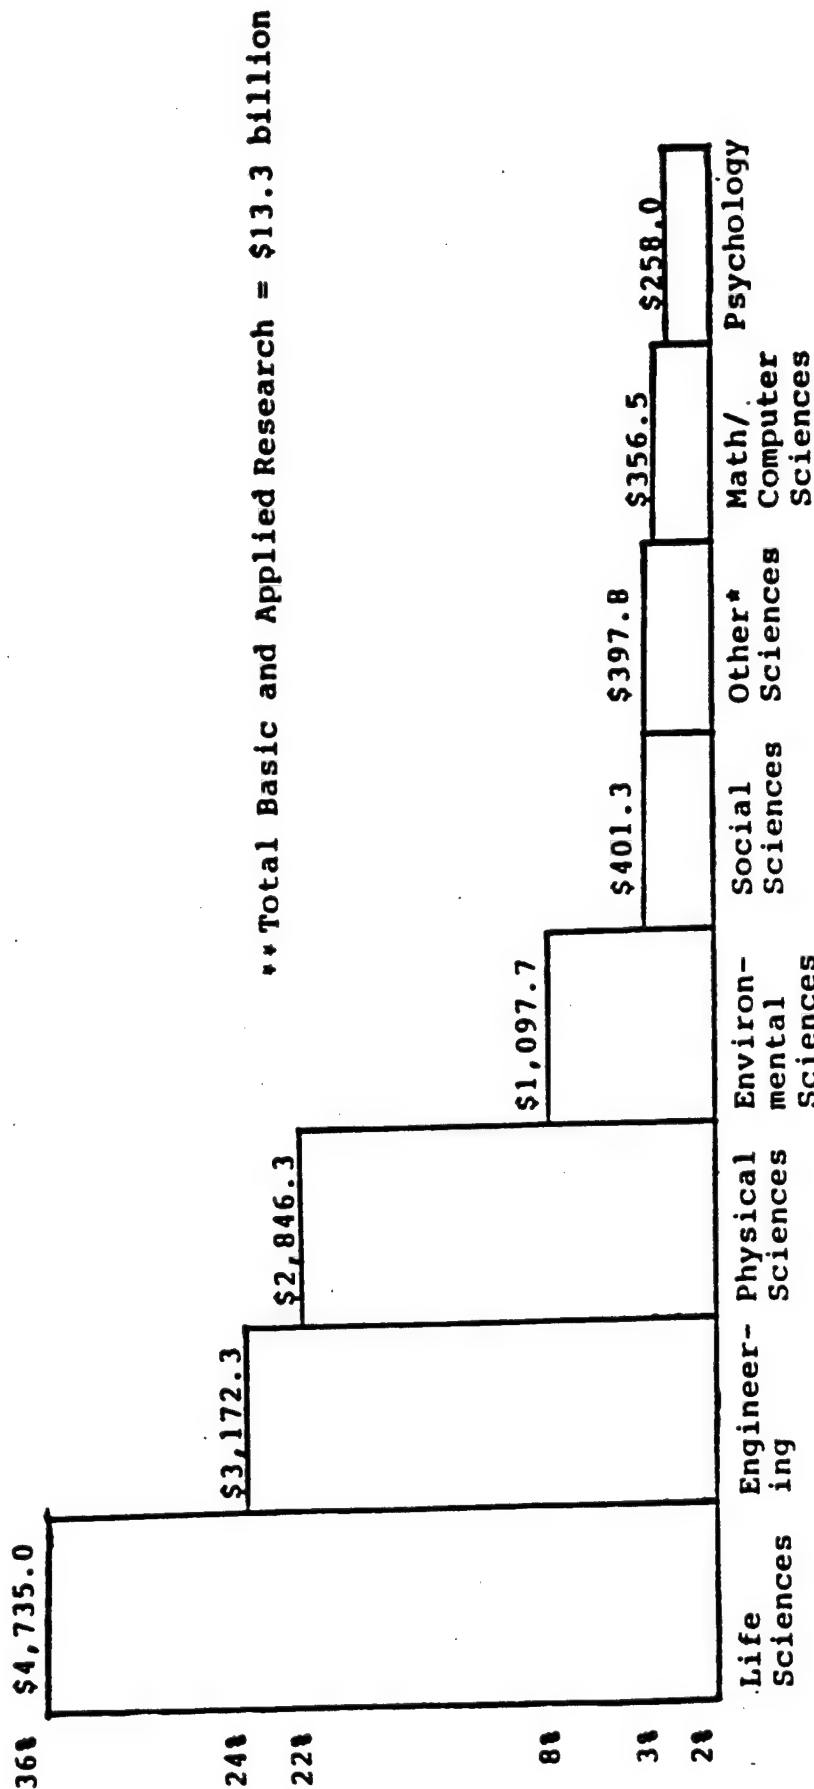 36% $4,735.0
24% $3,172.3
22% $2,846.3
**Total Basic and Applied Research = $13.3 billion
8% $1,097.7
3% $401.3 $397.8 $356.5 $258.0
2%
Life Engineer- Physical Environ- Social Other* Math/ Psychology
Sciences ing Sciences mental Sciences Sciences Computer
Sciences Sciences